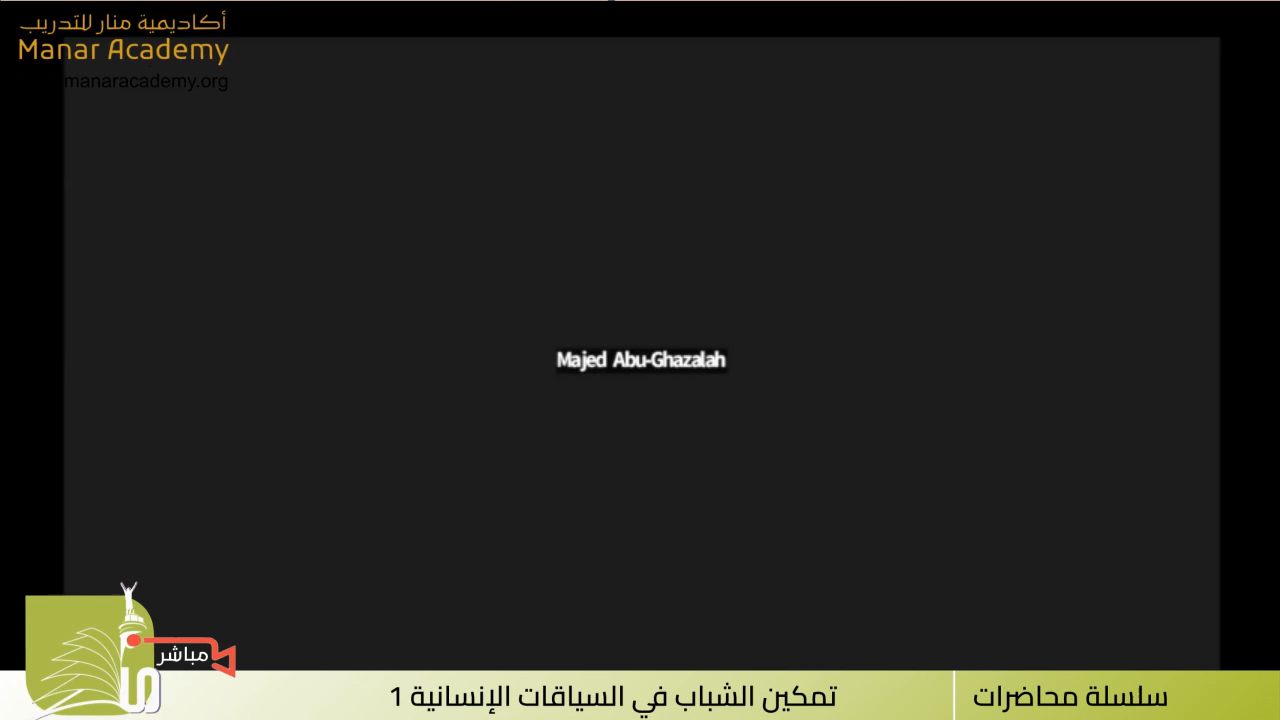 أكاديمية منار للتدريب
Manar Academy
manaracademy.org
Majed Abu-Ghazalah
مباشر
سلسلة محاضرات
تمكين الشباب في السياقات الإنسانية 1